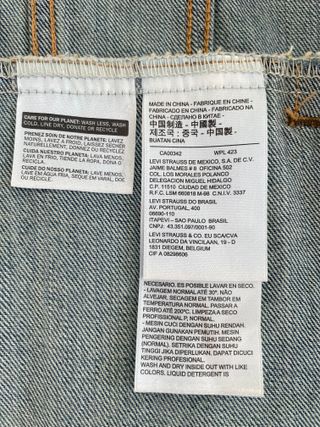 CARE FOR OUR PLANET: WASH LESS, WASH
COLD, LINE DRY, DONATE OR RECYCLE
PRENEZ SOIN DE NOTRE PLANETE: LAVEZ
MOINS, LAVEZ A FROID, LAISSEZ SECHER
NATURELLEMENT, DONNEZ OU RECYCLEZ
CUIDA NUESTRO PLANETA: LAVA MENOS,
LAVA EN FRIO, TIENDE LA ROPA, DONA O
RECICLA
CUIDE DO NOSSO PLANETA: LAVE MENOS,
LAVE EM AGUA FRIA, SEQUE EM VARAL, DOE
OU RECICLE
MADE IN CHINA - FABRIQUE EN CHINE -
FABRICADO EN CHINA - FABRICADO NA
CHINA - СДЕЛАНО В КИТАЕ -
中国制造 - 中國製 -
제조국 : 중국 - 中国製 -
BUATAN CINA
CA00342 WPL 423
LEVI STRAUSS DE MEXICO, S.A. DE C.V.
JAIME BALMES # 8 OFICINA 502
COL LOS MORALES POLANCO
DELEGACION MIGUEL HIDALGO
C.P. 11510 CIUDAD DE MEXICO
R.F.C. LSM 660818 M-98 C.N.I.V. 3337
LEVI STRAUSS DO BRASIL
AV. PORTUGAL, 400
06690-110
ITAPEVI – SAO PAULO BRASIL
CNPJ: 43.351.097/0001-90
LEVI STRAUSS & CO. EU SCACVA
LEONARDO DA VINCILAAN, 19 - D
1831 DIEGEM, BELGIUM
CIF A 08298606
NECESARIO. ES POSIBLE LAVAR EN SECO.
- LAVAGEM NORMAL ATÉ 30°. NÃO
ALVEJAR. SECAGEM EM TAMBOR EM
TEMPERATURA NORMAL. PASSAR A
FERRO ATÉ 200ºC. LIMPEZA A SECO
PROFISSIONAL P, NORMAL.
- MESIN CUCI DENGAN SUHU RENDAH.
JANGAN GUNAKAN PEMUTIH. MESIN
PENGERING DENGAN SUHU SEDANG
(NORMAL). SETRIKA DENGAN SUHU
TINGGI JIKA DIPERLUKAN. DAPAT DICUCI
KERING PROFESIONAL.
WASH AND DRY INSIDE OUT WITH LIKE
COLORS. LIQUID DETERGENT IS